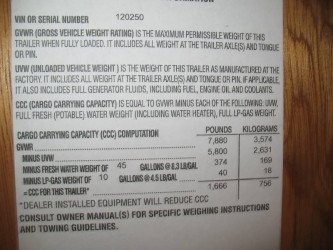 VIN OR SERIAL NUMBER 120250
GVWR (GROSS VEHICLE WEIGHT RATING) IS THE MAXIMUM PERMISSIBLE WEIGHT OF THIS
TRAILER WHEN FULLY LOADED. IT INCLUDES ALL WEIGHT AT THE TRAILER AXLE(S) AND TONGUE
OR PIN.
UVW (UNLOADED VEHICLE WEIGHT) IS THE WEIGHT OF THIS TRAILER AS MANUFACTURED AT THE
FACTORY. IT INCLUDES ALL WEIGHT AT THE TRAILER AXLE(S) AND TONGUE OR PIN. IF APPLICABLE,
IT ALSO INCLUDES FULL GENERATOR FLUIDS, INCLUDING FUEL, ENGINE OIL AND COOLANTS.
CCC (CARGO CARRYING CAPACITY) IS EQUAL TO GVWR MINUS EACH OF THE FOLLOWING: UVW,
FULL FRESH (POTABLE) WATER WEIGHT (INCLUDING WATER HEATER), FULL LP-GAS WEIGHT.
CARGO CARRYING CAPACITY (CCC) COMPUTATION POUNDS KILOGRAMS
GVWR 7,880 3,574
MINUS UVW 5,800 2,631
MINUS FRESH WATER WEIGHT OF 45 GALLONS @ 8.3 LB/GAL 374 169
MINUS LP-GAS WEIGHT OF 10 GALLONS @ 4.5 LB/GAL 40 18
= CCC FOR THIS TRAILER* 1,666 756
*DEALER INSTALLED EQUIPMENT WILL REDUCE CCC
CONSULT OWNER MANUAL(S) FOR SPECIFIC WEIGHING INSTRUCTIONS
AND TOWING GUIDELINES.